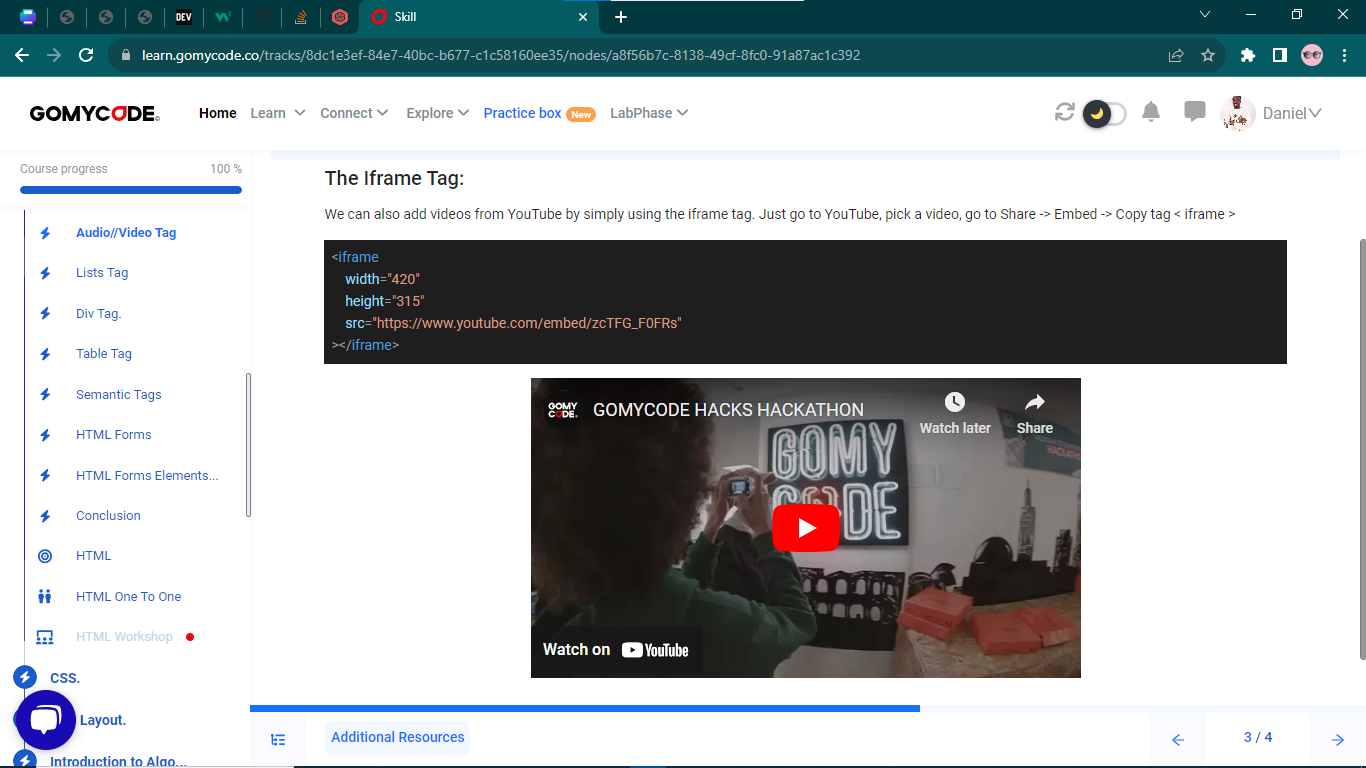 DEV
Skill
learn.gomycode.co/tracks/8dc1e3ef-84e7-40bc-b677-c1c58160ee35/nodes/a8f56b7c-8138-49cf-8fc0-91a87ac1c392
GOMYCODE
Home Learn Connect Explore Practice box New LabPhase Daniel
Course progress 100 %
Audio//Video Tag
Lists Tag
Div Tag.
Table Tag
Semantic Tags
HTML Forms
HTML Forms Elements...
Conclusion
HTML
HTML One To One
HTML Workshop
CSS.
Layout.
Introduction to Algo...
The Iframe Tag:
We can also add videos from YouTube by simply using the iframe tag. Just go to YouTube, pick a video, go to Share -> Embed -> Copy tag < iframe >
<iframe
width="420"
height="315"
src="https://www.youtube.com/embed/zcTFG_F0FRs"
></iframe>
GOMY
CODE.
GOMYCODE HACKS HACKATHON
Watch later
Share
GOMY
CODE
Watch on YouTube
Additional Resources
3 / 4